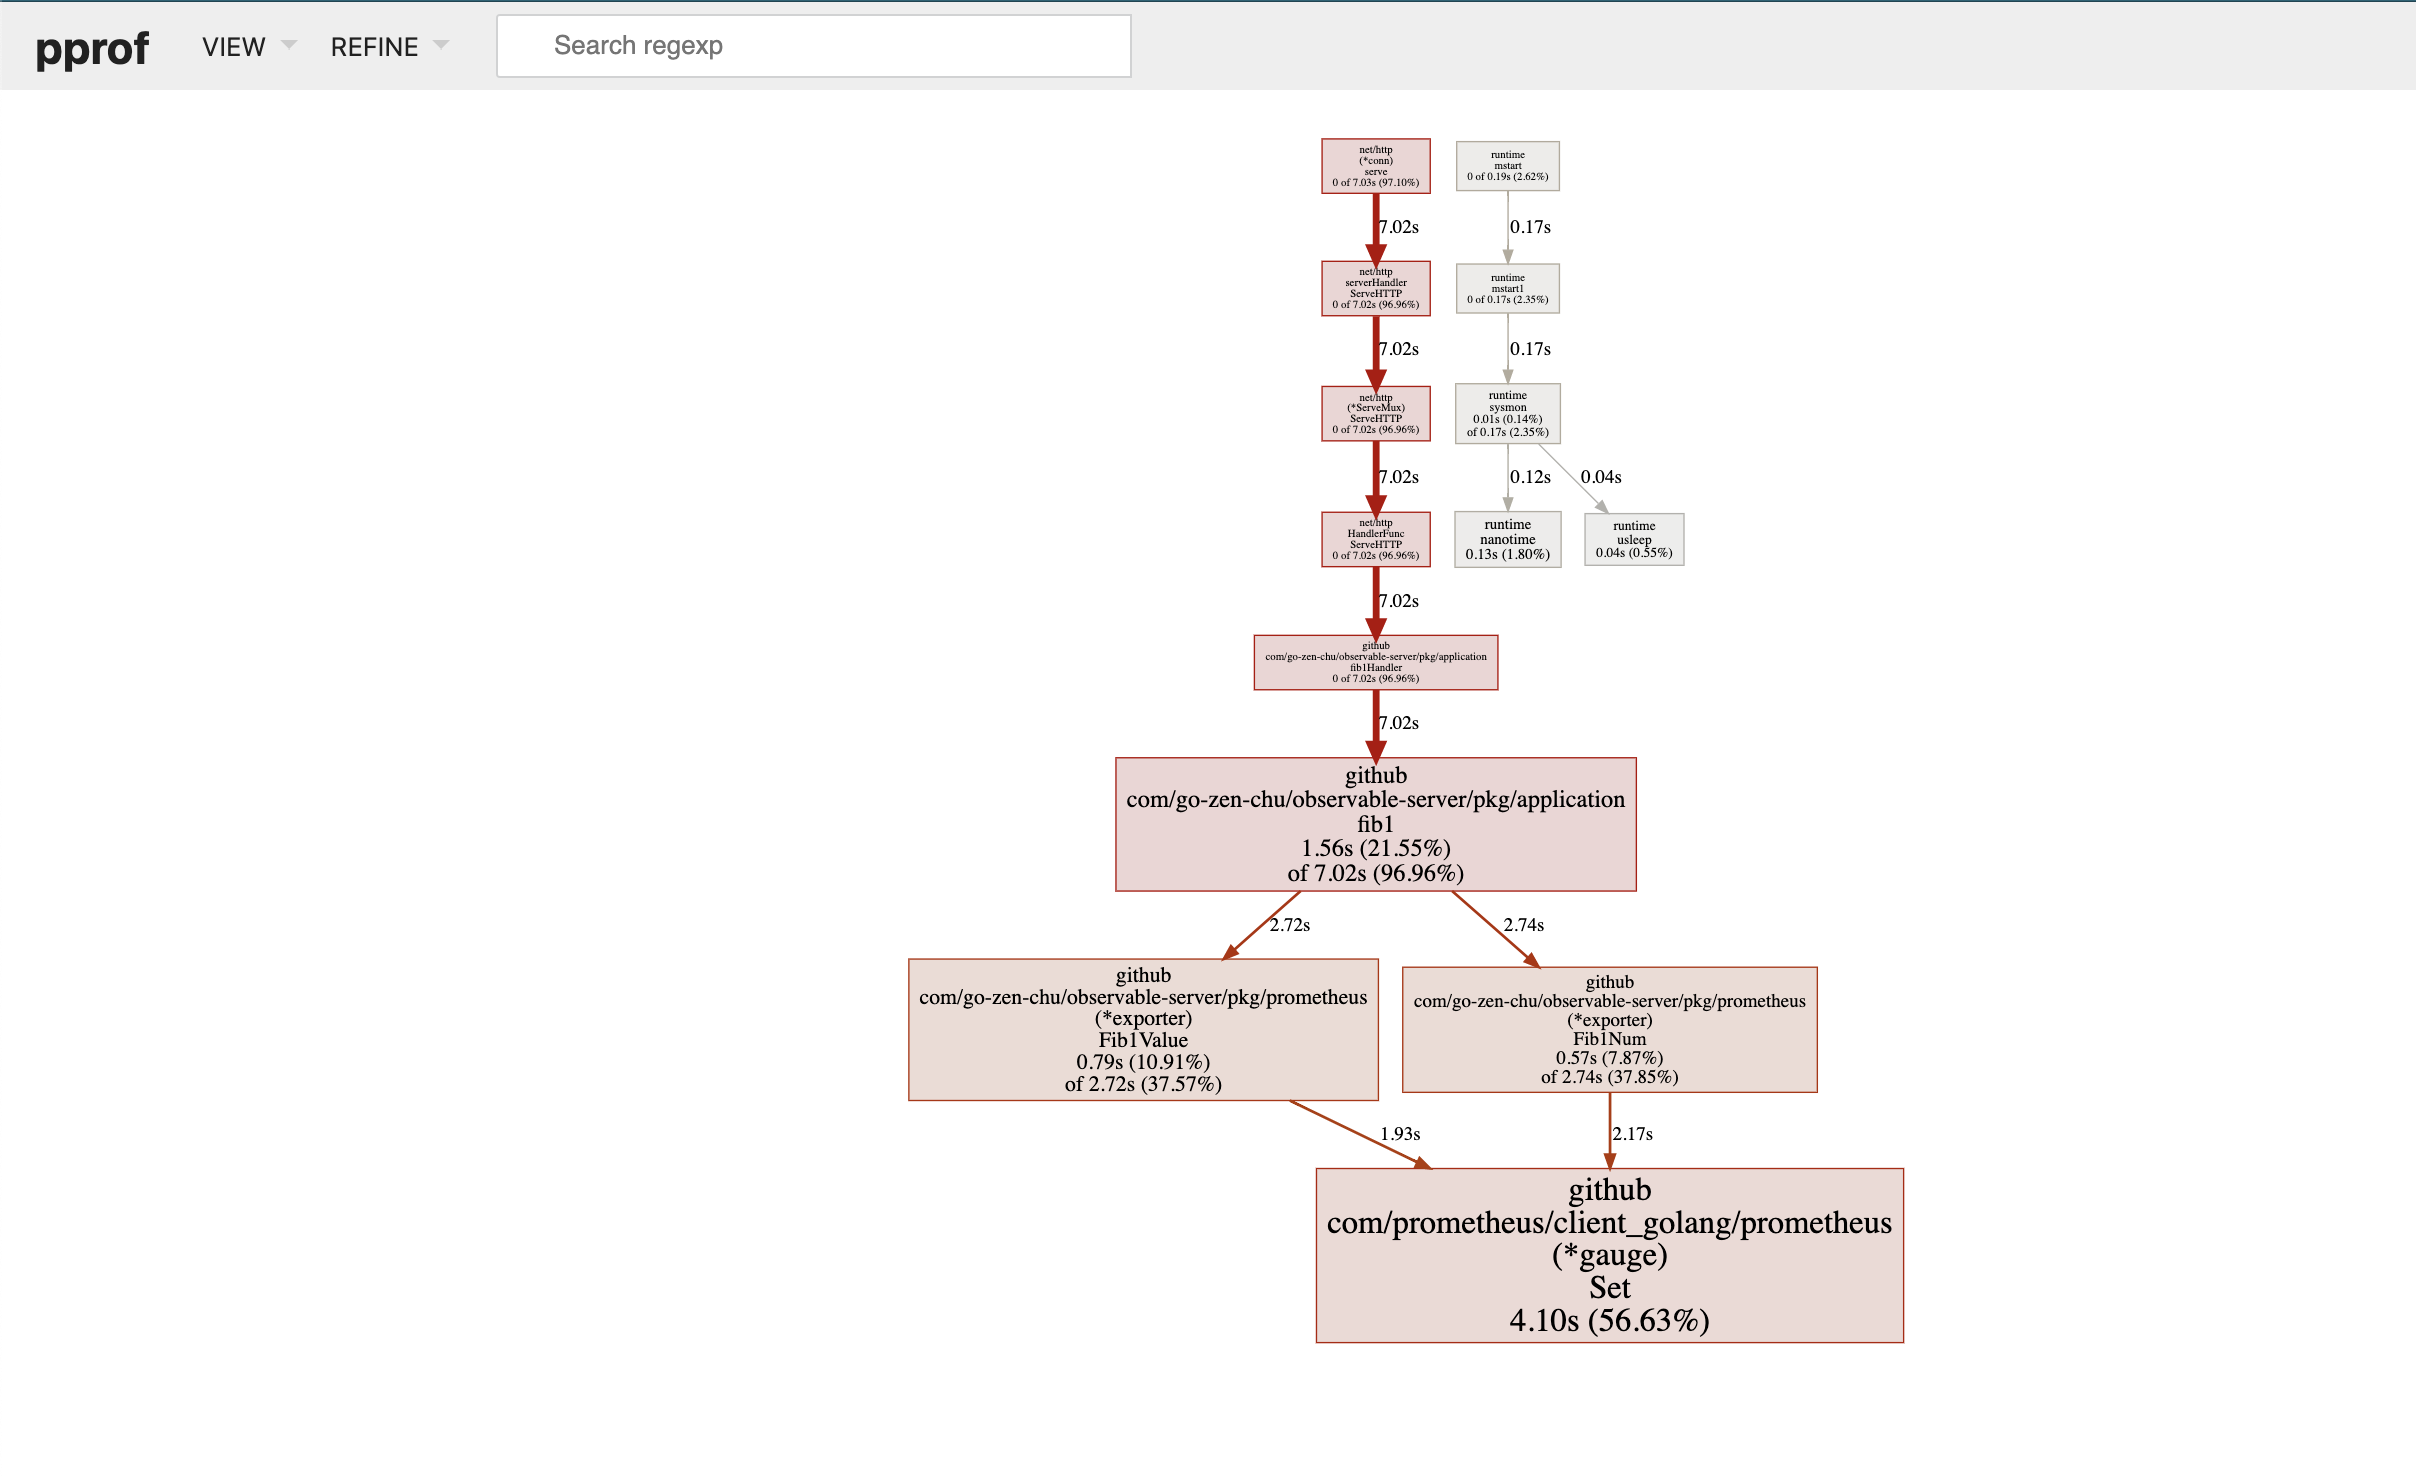 pprof
VIEW
REFINE
Search regexp
net/http
(*conn)
serve
0 of 7.03s (97.10%)
runtime
mstart
0 of 0.19s (2.62%)
7.02s
0.17s
net/http
serverHandler
ServeHTTP
0 of 7.02s (96.96%)
runtime
mstart1
0 of 0.17s (2.35%)
7.02s
0.17s
net/http
(*ServeMux)
ServeHTTP
0 of 7.02s (96.96%)
runtime
sysmon
0.01s (0.14%)
of 0.17s (2.35%)
7.02s
0.12s
0.04s
net/http
HandlerFunc
ServeHTTP
0 of 7.02s (96.96%)
runtime
nanotime
0.13s (1.80%)
runtime
usleep
0.04s (0.55%)
7.02s
github
com/go-zen-chu/observable-server/pkg/application
fib1Handler
0 of 7.02s (96.96%)
7.02s
github
com/go-zen-chu/observable-server/pkg/application
fib1
1.56s (21.55%)
of 7.02s (96.96%)
2.72s
2.74s
github
com/go-zen-chu/observable-server/pkg/prometheus
(*exporter)
Fib1Value
0.79s (10.91%)
of 2.72s (37.57%)
github
com/go-zen-chu/observable-server/pkg/prometheus
(*exporter)
Fib1Num
0.57s (7.87%)
of 2.74s (37.85%)
1.93s
2.17s
github
com/prometheus/client_golang/prometheus
(*gauge)
Set
4.10s (56.63%)